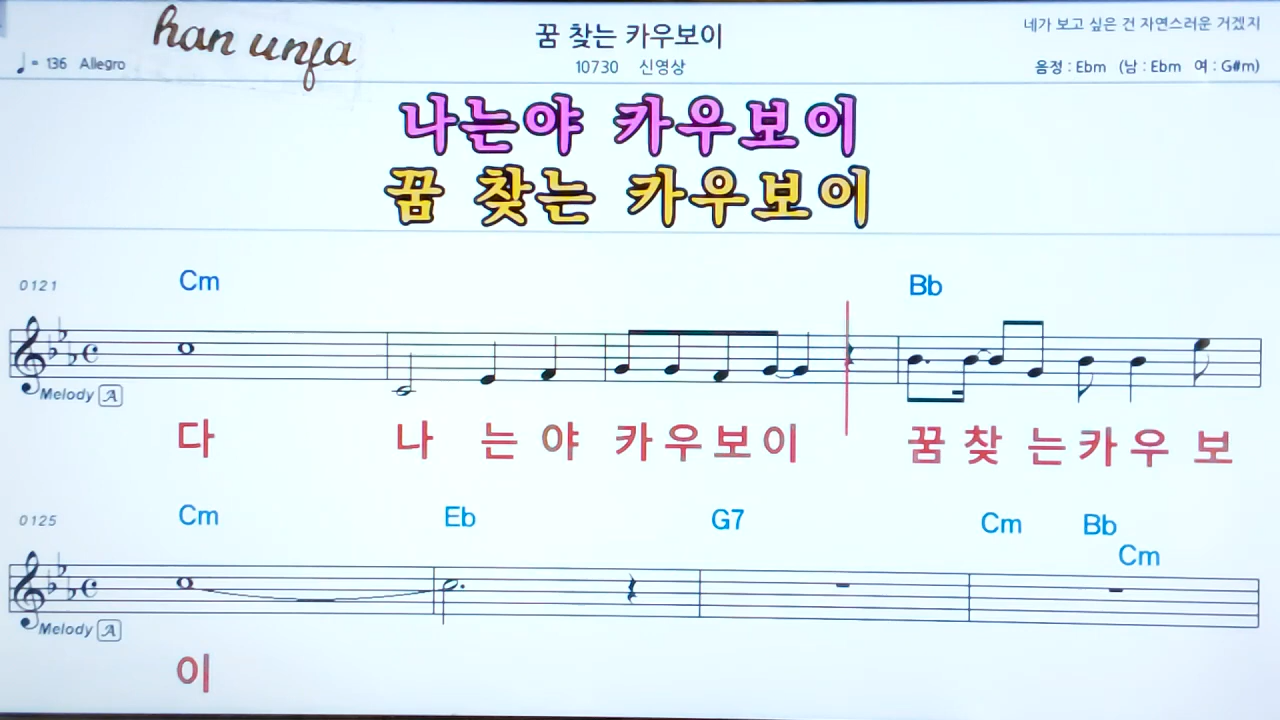 han unfa
꿈 찾는 카우보이
네가 보고 싶은 건 자연스러운 거겠지
♩= 136 Allegro
10730 신영상
음정 : Ebm (남 : Ebm 여 : G#m)
나는야 카우보이
꿈 찾는 카우보이
0121 Cm Bb
Melody A
다 나 는 야 카 우 보 이 꿈 찾 는 카 우 보
0125 Cm Eb G7 Cm Bb Cm
Melody A
이